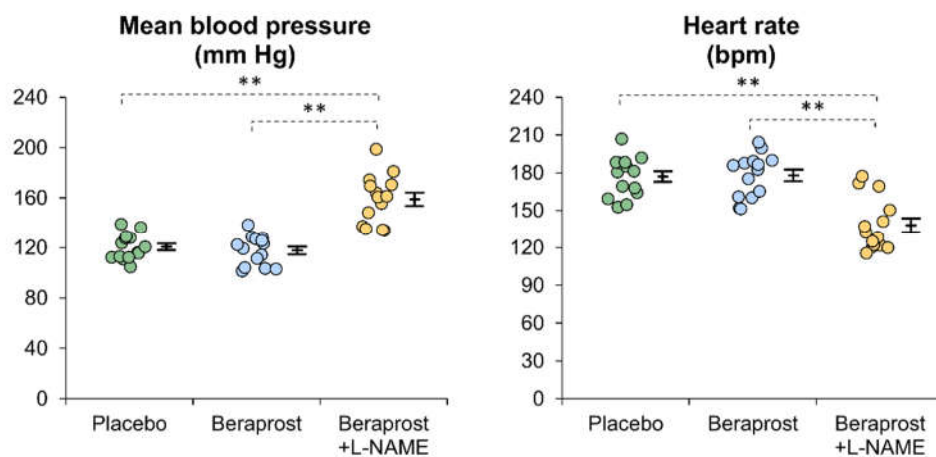 Mean blood pressure
(mm Hg)
**
**
240
200
160
120
80
40
0
Placebo
Beraprost
Beraprost
+L-NAME
Heart rate
(bpm)
**
**
240
210
180
150
120
90
60
30
0
Placebo
Beraprost
Beraprost
+L-NAME